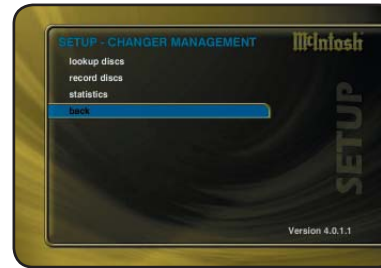 SETUP - CHANGER MANAGEMENT
McIntosh
lookup discs
record discs
statistics
back
SETUP
Version 4.0.1.1